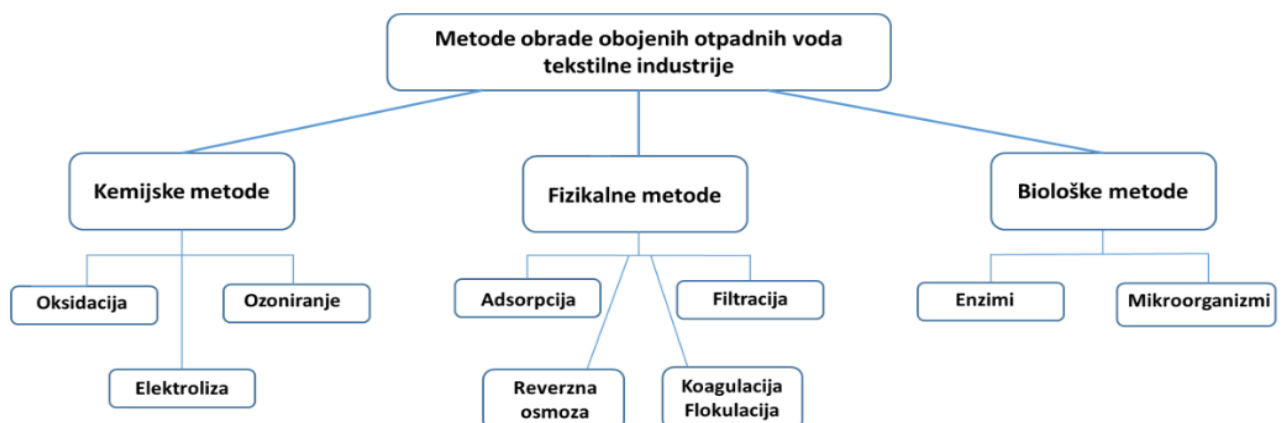 Metode obrade obojenih otpadnih voda
tekstilne industrije
Kemijske metode
Fizikalne metode
Biološke metode
Oksidacija
Ozoniranje
Adsorpcija
Filtracija
Enzimi
Mikroorganizmi
Elektroliza
Reverzna
osmoza
Koagulacija
Flokulacija